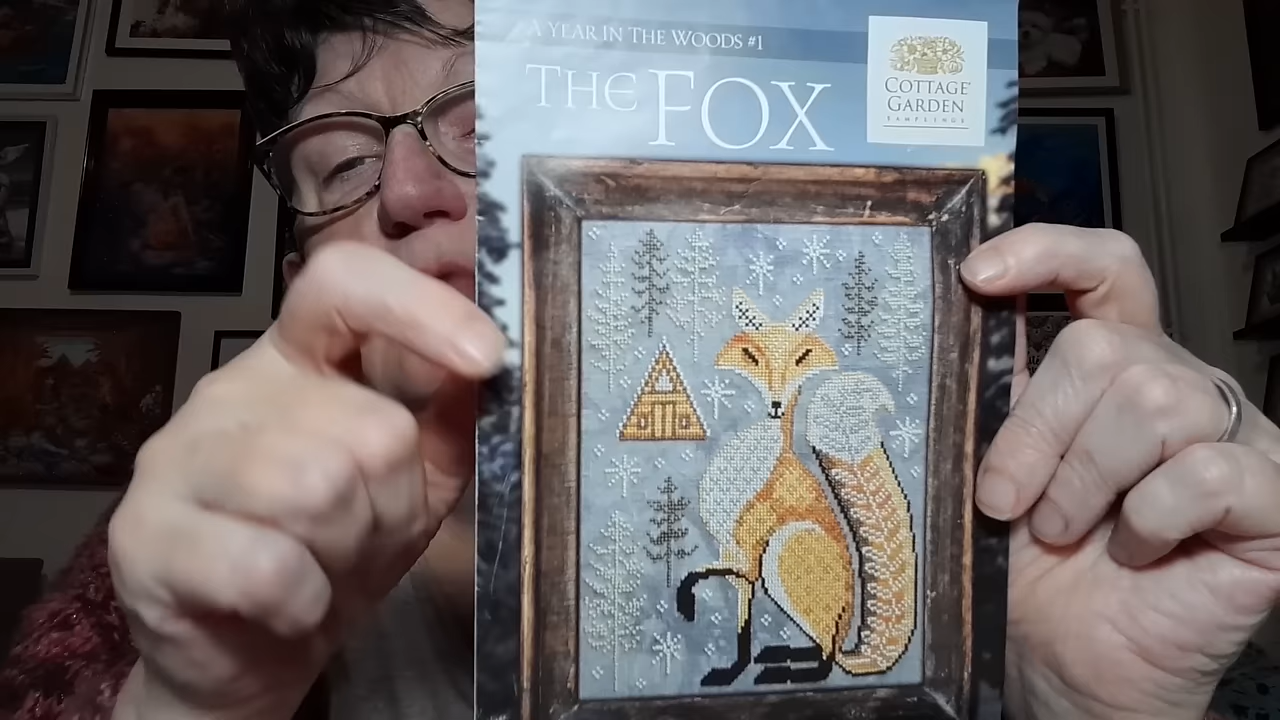 A YEAR IN THE WOODS #1
THE FOX
COTTAGE
GARDEN
SAMPLINGS